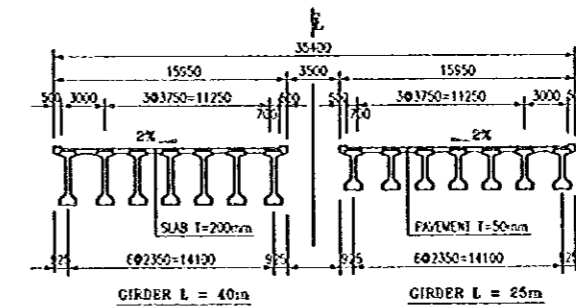 ℄
35400
15950 3500 15950
500 3000 3@3750=11250 3@3750=11250 3000
700 700
2% 2%
SLAB T=200mm PAVEMENT T=50mm
925 6@2350=14100 925 925 6@2350=14100 925
GIRDER L = 40m GIRDER L = 25m